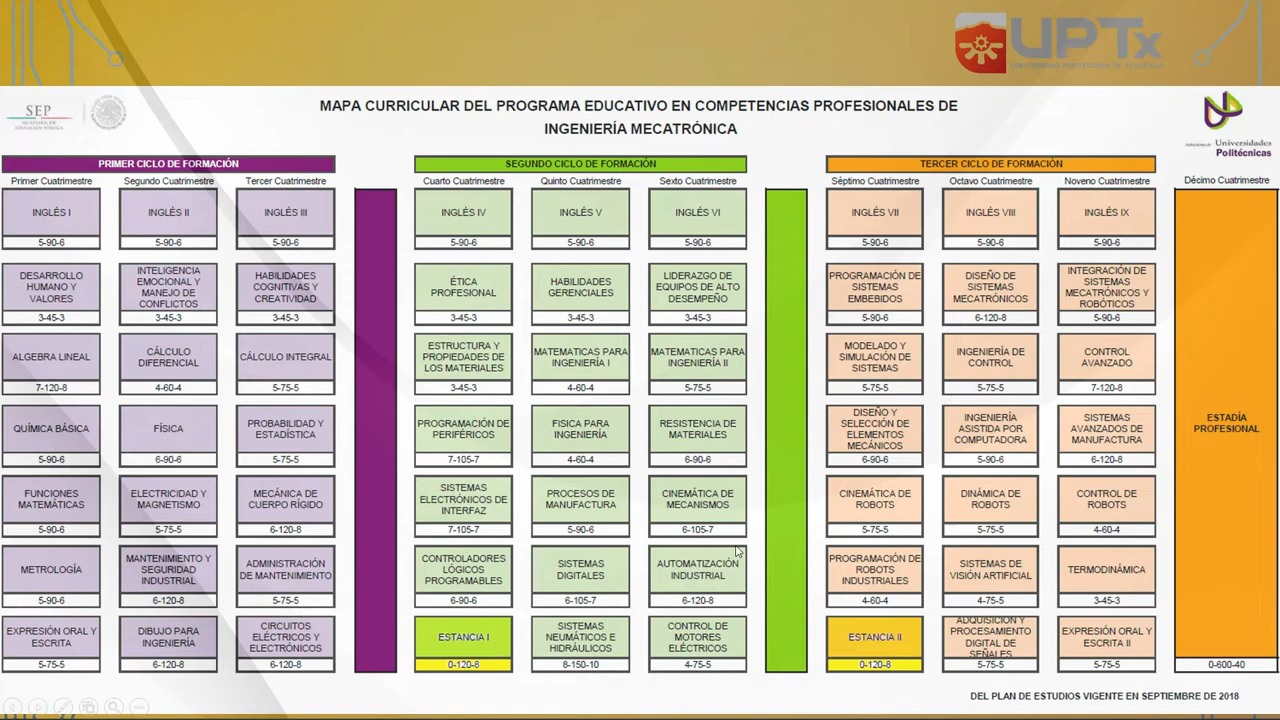 UPTx
UNIVERSIDAD POLITÉCNICA DE TLAXCALA
SEP
SECRETARÍA DE
EDUCACIÓN PÚBLICA
MAPA CURRICULAR DEL PROGRAMA EDUCATIVO EN COMPETENCIAS PROFESIONALES DE
INGENIERÍA MECATRÓNICA
Universidades
Politécnicas
PRIMER CICLO DE FORMACIÓN
SEGUNDO CICLO DE FORMACIÓN
TERCER CICLO DE FORMACIÓN
Primer Cuatrimestre
Segundo Cuatrimestre
Tercer Cuatrimestre
Cuarto Cuatrimestre
Quinto Cuatrimestre
Sexto Cuatrimestre
Séptimo Cuatrimestre
Octavo Cuatrimestre
Noveno Cuatrimestre
Décimo Cuatrimestre
INGLÉS I
INGLÉS II
INGLÉS III
INGLÉS IV
INGLÉS V
INGLÉS VI
INGLÉS VII
INGLÉS VIII
INGLÉS IX
5-90-6
5-90-6
5-90-6
5-90-6
5-90-6
5-90-6
5-90-6
5-90-6
5-90-6
DESARROLLO
HUMANO Y
VALORES
INTELIGENCIA
EMOCIONAL Y
MANEJO DE
CONFLICTOS
HABILIDADES
COGNITIVAS Y
CREATIVIDAD
ÉTICA
PROFESIONAL
HABILIDADES
GERENCIALES
LIDERAZGO DE
EQUIPOS DE ALTO
DESEMPEÑO
PROGRAMACIÓN DE
SISTEMAS
EMBEBIDOS
DISEÑO DE
SISTEMAS
MECATRÓNICOS
INTEGRACIÓN DE
SISTEMAS
MECATRÓNICOS Y
ROBÓTICOS
3-45-3
3-45-3
3-45-3
3-45-3
3-45-3
3-45-3
5-90-6
6-120-8
5-90-6
ALGEBRA LINEAL
CÁLCULO
DIFERENCIAL
CÁLCULO INTEGRAL
ESTRUCTURA Y
PROPIEDADES DE
LOS MATERIALES
MATEMATICAS PARA
INGENIERÍA I
MATEMATICAS PARA
INGENIERÍA II
MODELADO Y
SIMULACIÓN DE
SISTEMAS
INGENIERÍA DE
CONTROL
CONTROL
AVANZADO
7-120-8
4-60-4
5-75-5
3-45-3
4-60-4
5-75-5
5-75-5
5-75-5
7-120-8
QUÍMICA BÁSICA
FÍSICA
PROBABILIDAD Y
ESTADÍSTICA
PROGRAMACIÓN DE
PERIFÉRICOS
FISICA PARA
INGENIERÍA
RESISTENCIA DE
MATERIALES
DISEÑO Y
SELECCIÓN DE
ELEMENTOS
MECÁNICOS
INGENIERÍA
ASISTIDA POR
COMPUTADORA
SISTEMAS
AVANZADOS DE
MANUFACTURA
ESTADÍA
PROFESIONAL
5-90-6
6-90-6
5-75-5
7-105-7
4-60-4
6-90-6
6-90-6
5-90-6
6-120-8
FUNCIONES
MATEMÁTICAS
ELECTRICIDAD Y
MAGNETISMO
MECÁNICA DE
CUERPO RÍGIDO
SISTEMAS
ELECTRÓNICOS DE
INTERFAZ
PROCESOS DE
MANUFACTURA
CINEMÁTICA DE
MECANISMOS
CINEMÁTICA DE
ROBOTS
DINÁMICA DE
ROBOTS
CONTROL DE
ROBOTS
5-90-6
5-75-5
6-120-8
7-105-7
5-90-6
6-105-7
5-75-5
5-75-5
4-60-4
METROLOGÍA
MANTENIMIENTO Y
SEGURIDAD
INDUSTRIAL
ADMINISTRACIÓN
DE MANTENIMIENTO
CONTROLADORES
LÓGICOS
PROGRAMABLES
SISTEMAS
DIGITALES
AUTOMATIZACIÓN
INDUSTRIAL
PROGRAMACIÓN DE
ROBOTS
INDUSTRIALES
SISTEMAS DE
VISIÓN ARTIFICIAL
TERMODINÁMICA
5-90-6
6-120-8
5-75-5
6-90-6
6-105-7
6-120-8
4-60-4
4-75-5
3-45-3
EXPRESIÓN ORAL Y
ESCRITA
DIBUJO PARA
INGENIERÍA
CIRCUITOS
ELÉCTRICOS Y
ELECTRÓNICOS
ESTANCIA I
SISTEMAS
NEUMÁTICOS E
HIDRÁULICOS
CONTROL DE
MOTORES
ELÉCTRICOS
ESTANCIA II
ADQUISICIÓN Y
PROCESAMIENTO
DIGITAL DE
SEÑALES
EXPRESIÓN ORAL Y
ESCRITA II
5-75-5
6-120-8
6-120-8
0-120-8
8-150-10
4-75-5
0-120-8
5-75-5
5-75-5
0-600-40
DEL PLAN DE ESTUDIOS VIGENTE EN SEPTIEMBRE DE 2018